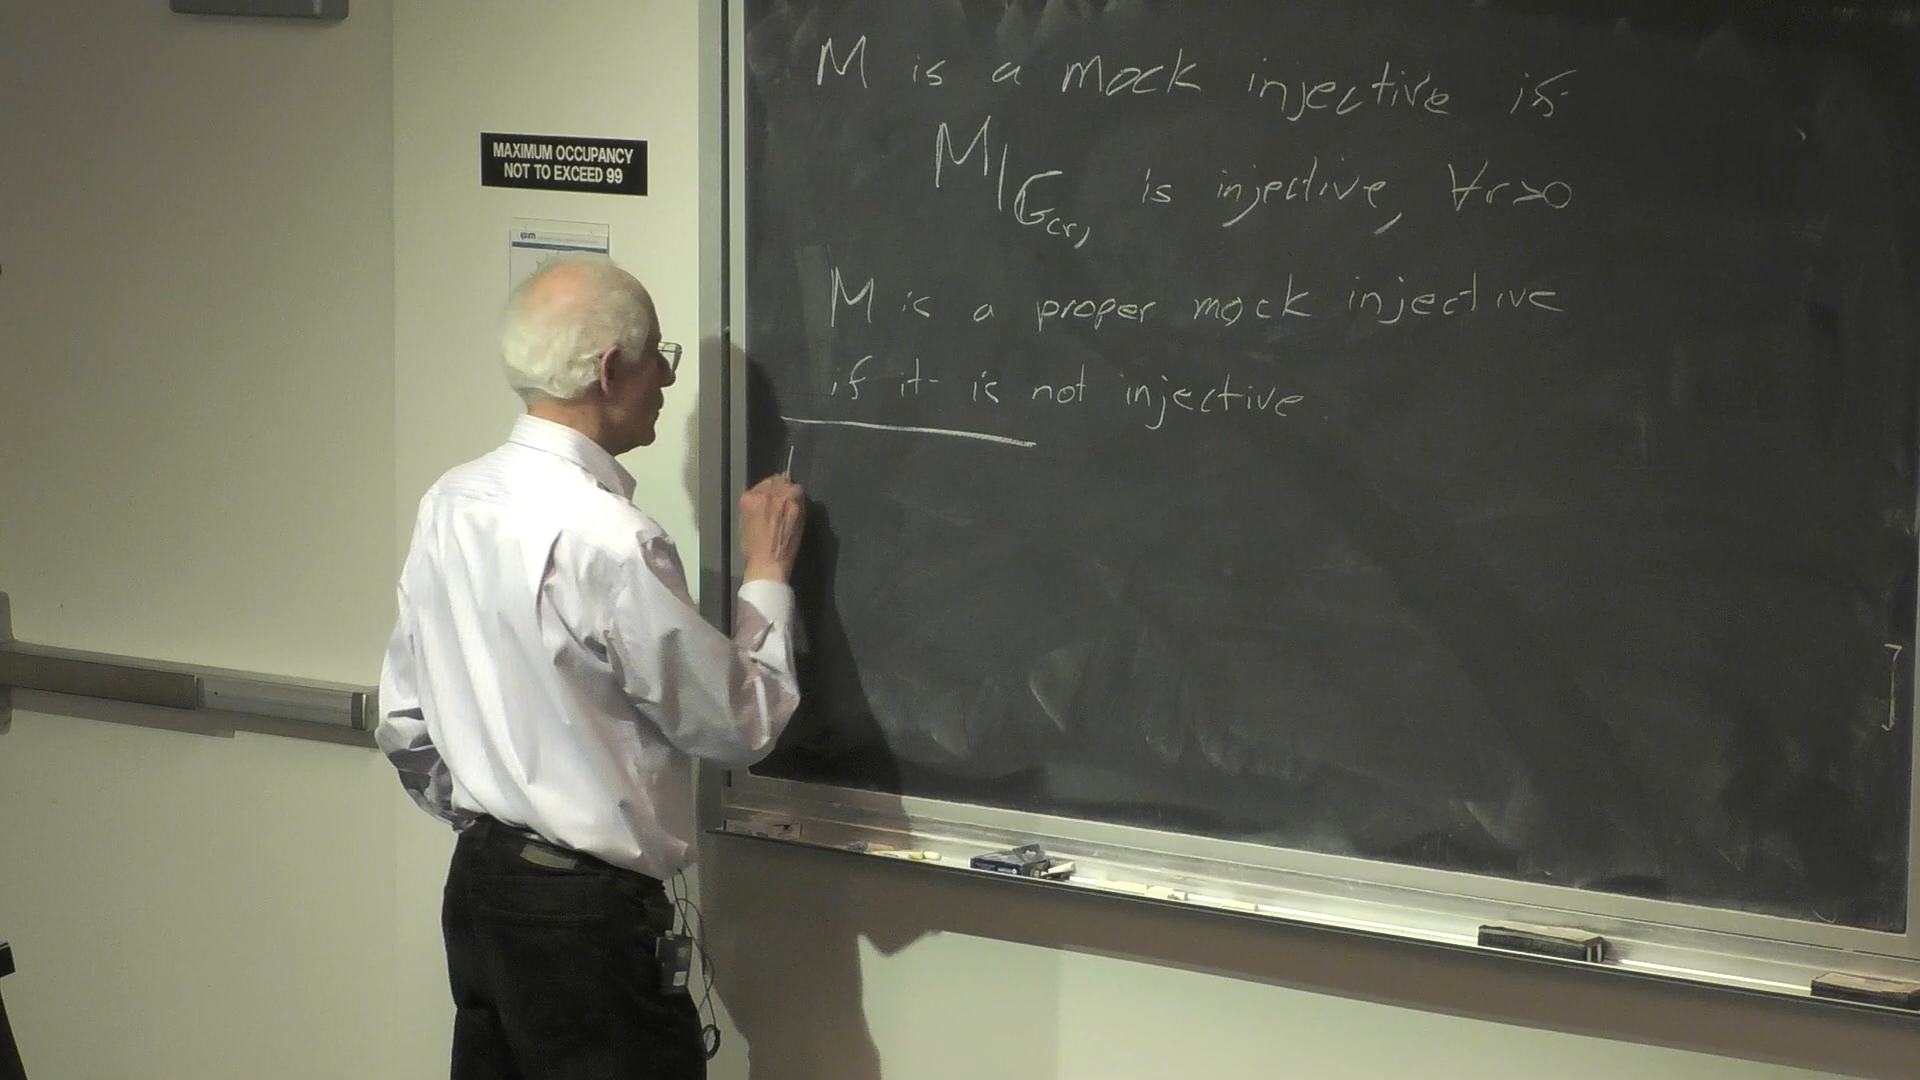 MAXIMUM OCCUPANCY
NOT TO EXCEED 99
ipam
M is a mock injective if
M|G(r) is injective, ∀r>0
M is a proper mock injective
if it is not injective